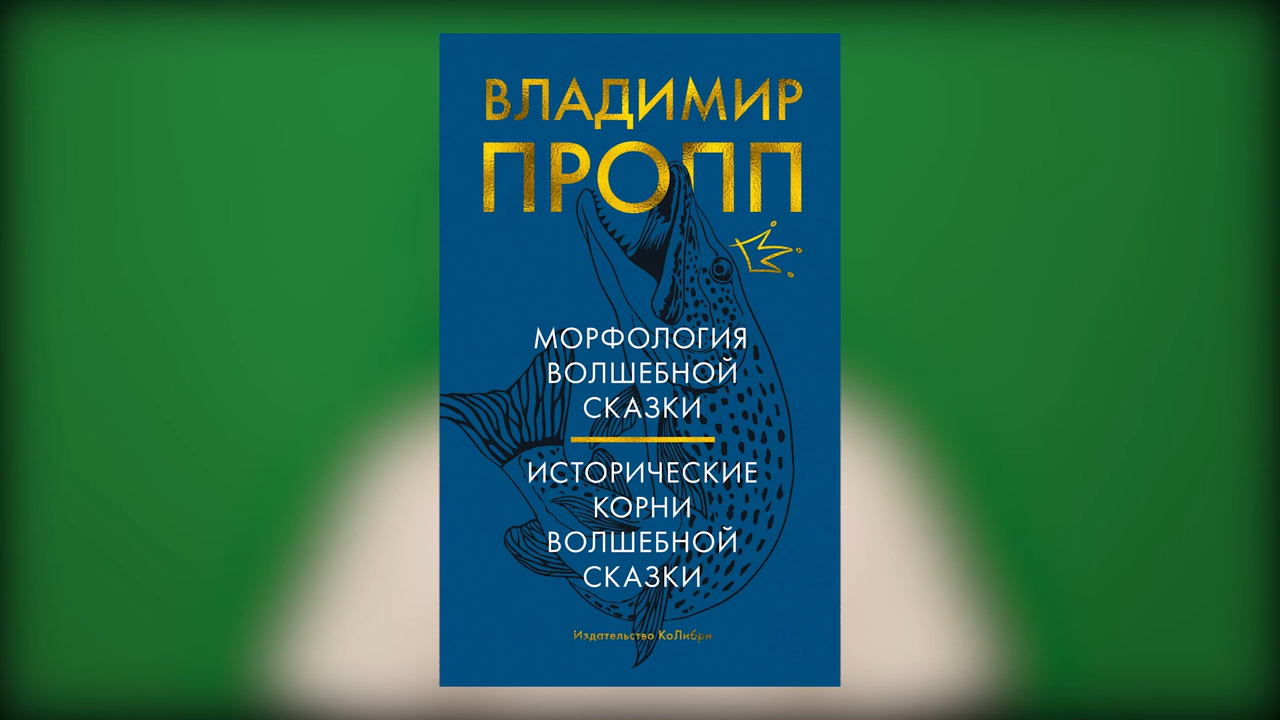 ВЛАДИМИР
ПРОПП
МОРФОЛОГИЯ
ВОЛШЕБНОЙ
СКАЗКИ
ИСТОРИЧЕСКИЕ
КОРНИ
ВОЛШЕБНОЙ
СКАЗКИ
Издательство КоЛибри